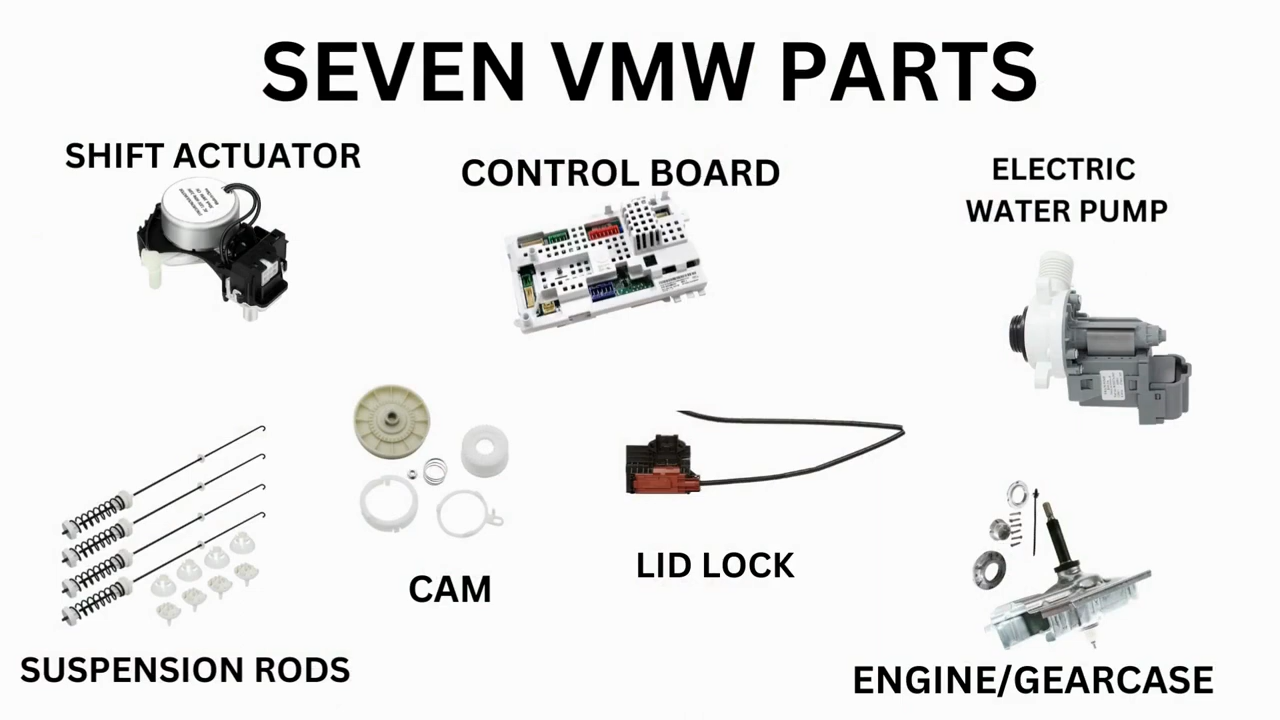 SEVEN VMW PARTS
SHIFT ACTUATOR
CONTROL BOARD
ELECTRIC
WATER PUMP
LID LOCK
CAM
SUSPENSION RODS
ENGINE/GEARCASE